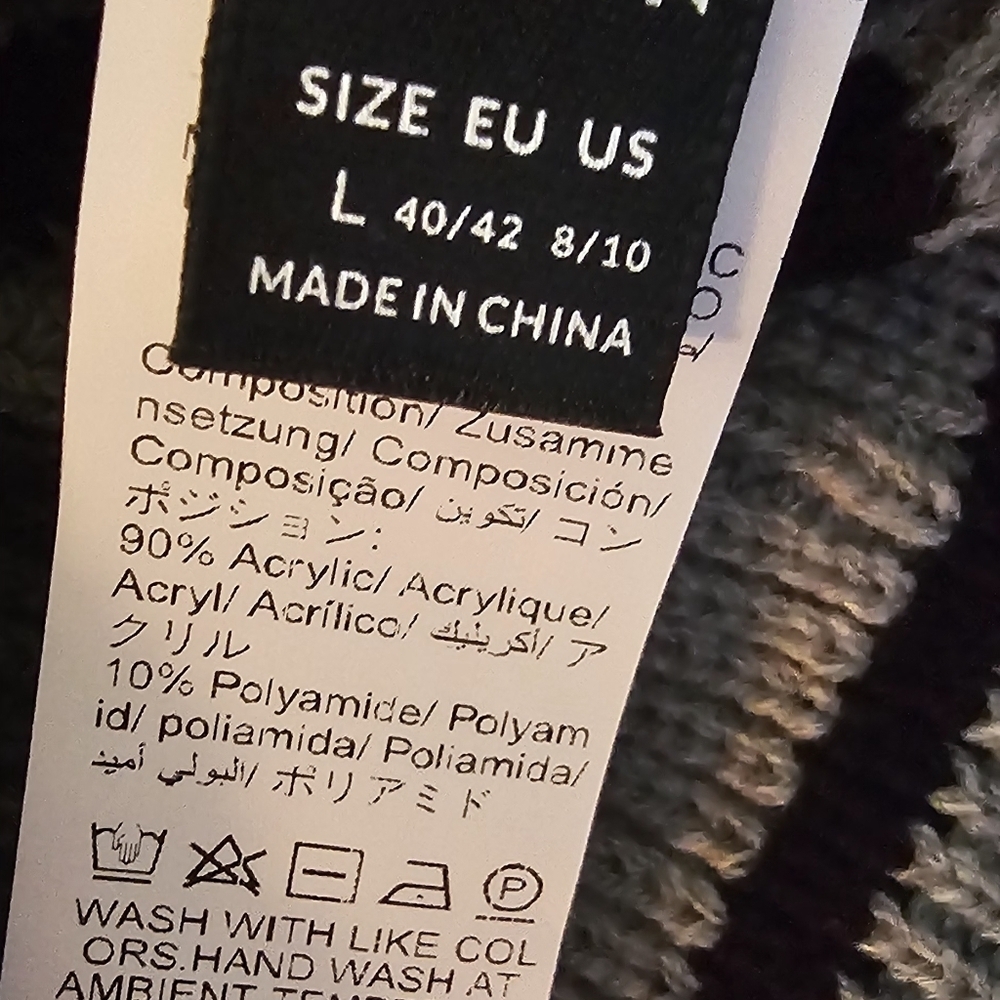 SIZE EU US
L 40/42 8/10
MADE IN CHINA
Composition/ Zusamme
nsetzung/ Composición/
Composição/ تكوين/ コン
ポジション:
90% Acrylic/ Acrylique/
Acryl/ Acrílico/ أكريليك/ ア
クリル
10% Polyamide/ Polyam
id/ poliamida/ Poliamida/
البولي أميد/ ポリアミド
P
WASH WITH LIKE COL
ORS.HAND WASH AT
AMBIENT